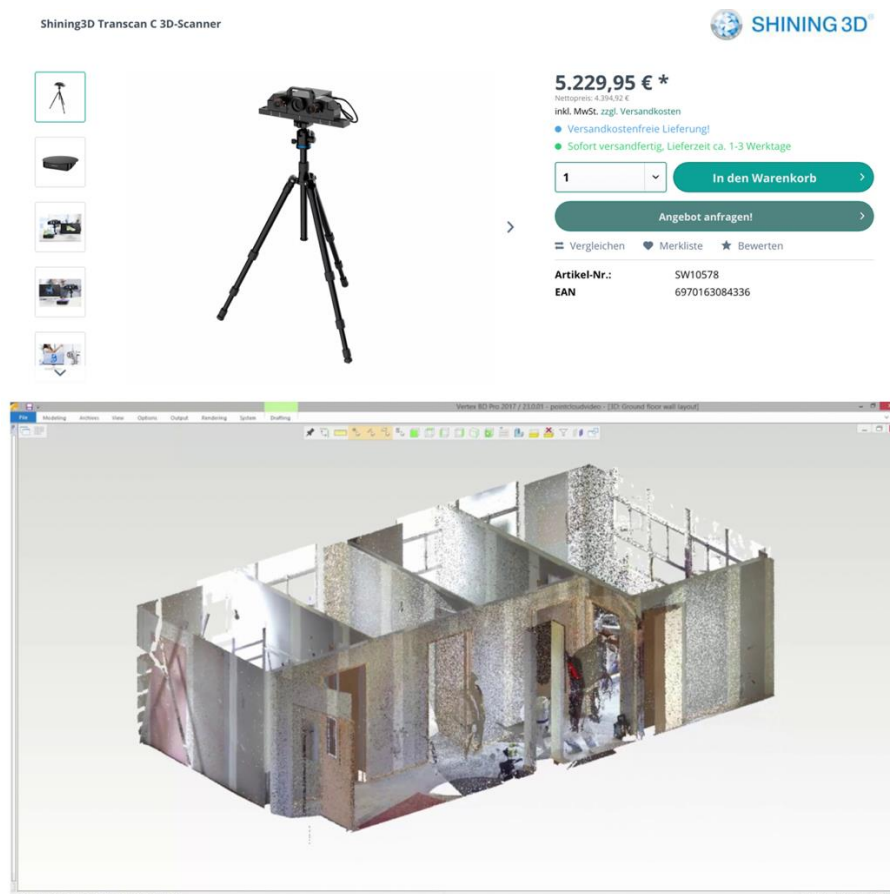 Shining3D Transcan C 3D-Scanner
SHINING 3D®
5.229,95 € *
Nettopreis: 4.394,92 €
inkl. MwSt. zzgl. Versandkosten
Versandkostenfreie Lieferung!
Sofort versandfertig, Lieferzeit ca. 1-3 Werktage
1
In den Warenkorb
Angebot anfragen!
Vergleichen Merkliste Bewerten
Artikel-Nr.: SW10578
EAN 6970163084336
Vertex BD Pro 2017 / 23.0.01 - pointcloudvideo - [3D: Ground floor wall layout]
File Modeling Archives View Options Output Rendering System Drafting